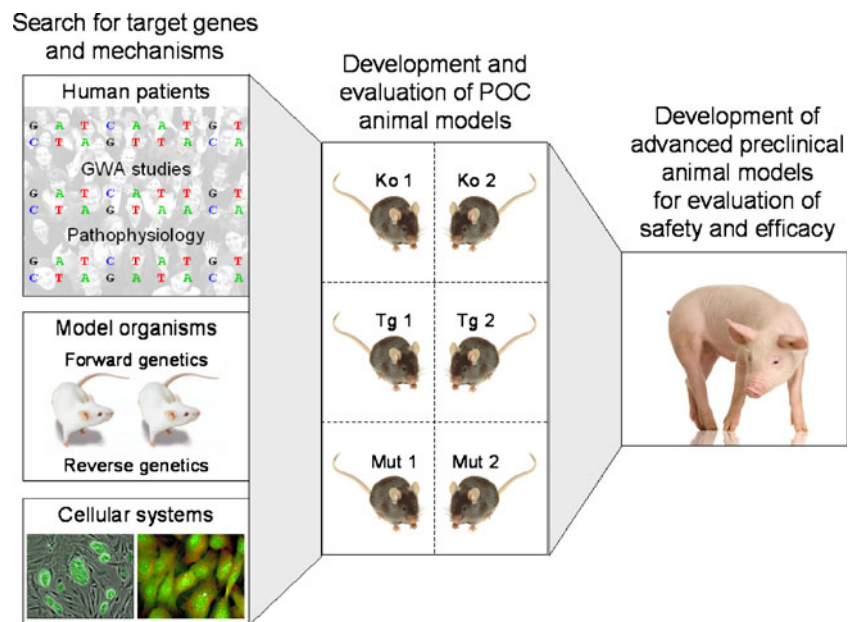 Search for target genes
and mechanisms
Human patients
G A T C A A T G T
C T A G T T A C A
GWA studies
G A T C A T T G T
C T A G T A A C A
Pathophysiology
G A T C T A T G T
C T A G A T A C A
Model organisms
Forward genetics
Reverse genetics
Cellular systems
Development and
evaluation of POC
animal models
Ko 1 Ko 2
Tg 1 Tg 2
Mut 1 Mut 2
Development of
advanced preclinical
animal models
for evaluation of
safety and efficacy